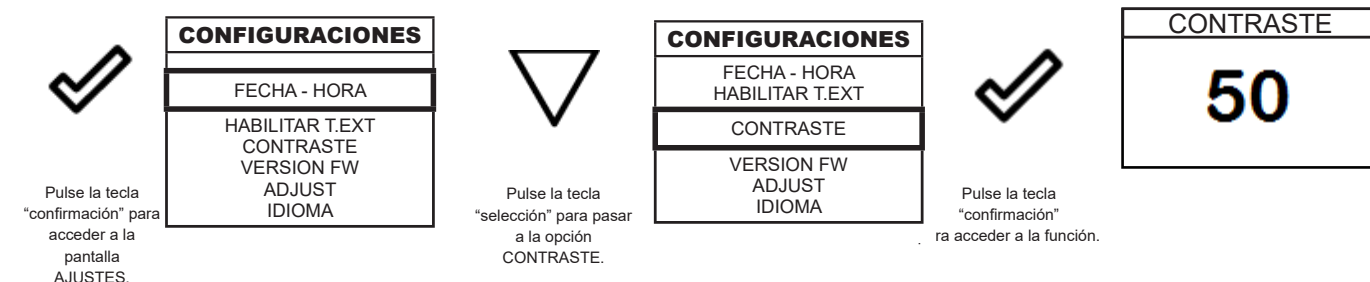 CONFIGURACIONES
FECHA - HORA
HABILITAR T.EXT
CONTRASTE
VERSION FW
ADJUST
IDIOMA
Pulse la tecla
“confirmación” para
acceder a la
pantalla
AJUSTES.
Pulse la tecla
“selección” para pasar
a la opción
CONTRASTE.
CONFIGURACIONES
FECHA - HORA
HABILITAR T.EXT
CONTRASTE
VERSION FW
ADJUST
IDIOMA
Pulse la tecla
“confirmación”
. ra acceder a la función.
CONTRASTE
50